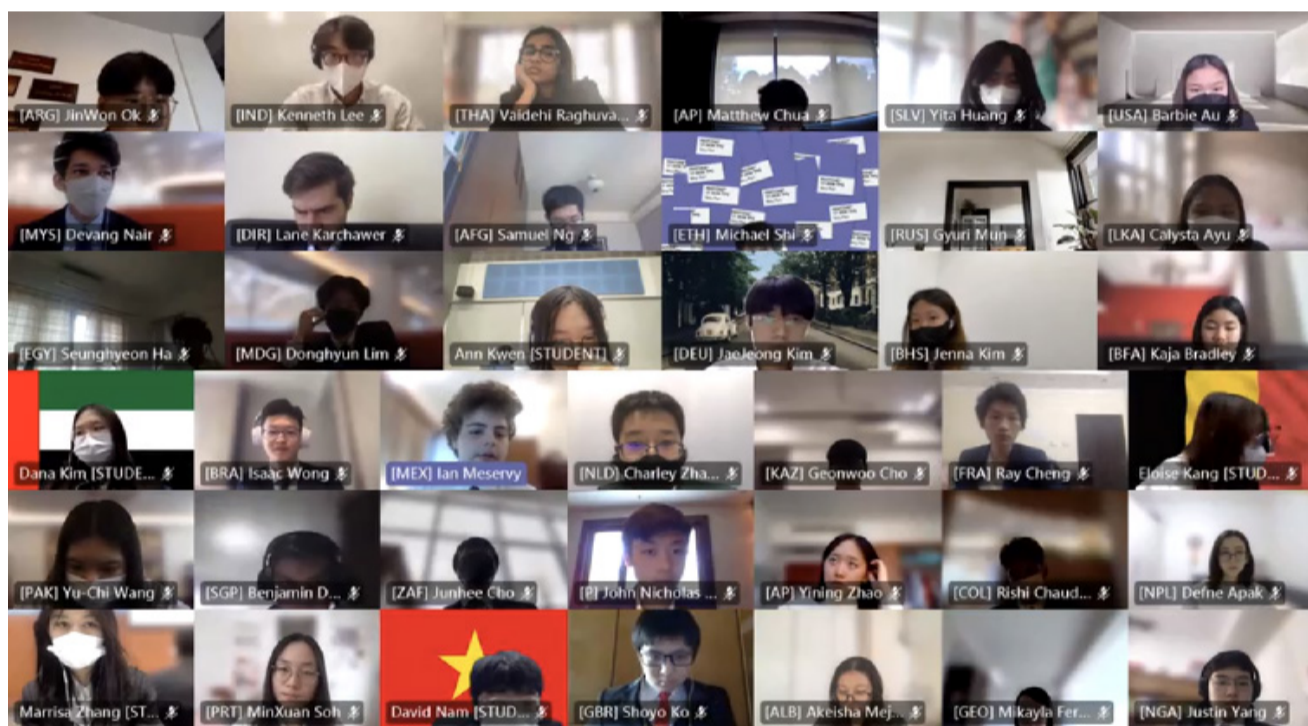 [ARG] JinWon Ok
[IND] Kenneth Lee
[THA] Vaidehi Raghuva...
[AP] Matthew Chua
[SLV] Yita Huang
[USA] Barbie Au
[MYS] Devang Nair
[DIR] Lane Karchawer
[AFG] Samuel Ng
[ETH] Michael Shi
[RUS] Gyuri Mun
[LKA] Calysta Ayu
[EGY] Seunghyeon Ha
[MDG] Donghyun Lim
Ann Kwen [STUDENT]
[DEU] JaeJeong Kim
[BHS] Jenna Kim
[BFA] Kaja Bradley
Dana Kim [STUDE...
[BRA] Isaac Wong
[MEX] Ian Meservy
[NLD] Charley Zha...
[KAZ] Geonwoo Cho
[FRA] Ray Cheng
Eloise Kang [STUD...
[PAK] Yu-Chi Wang
[SGP] Benjamin D...
[ZAF] Junhee Cho
[P] John Nicholas ...
[AP] Yining Zhao
[COL] Rishi Chaud...
[NPL] Defne Apak
Marrisa Zhang [ST...
[PRT] MinXuan Soh
David Nam [STUD...
[GBR] Shoyo Ko
[ALB] Akeisha Mej...
[GEO] Mikayla Fer...
[NGA] Justin Yang